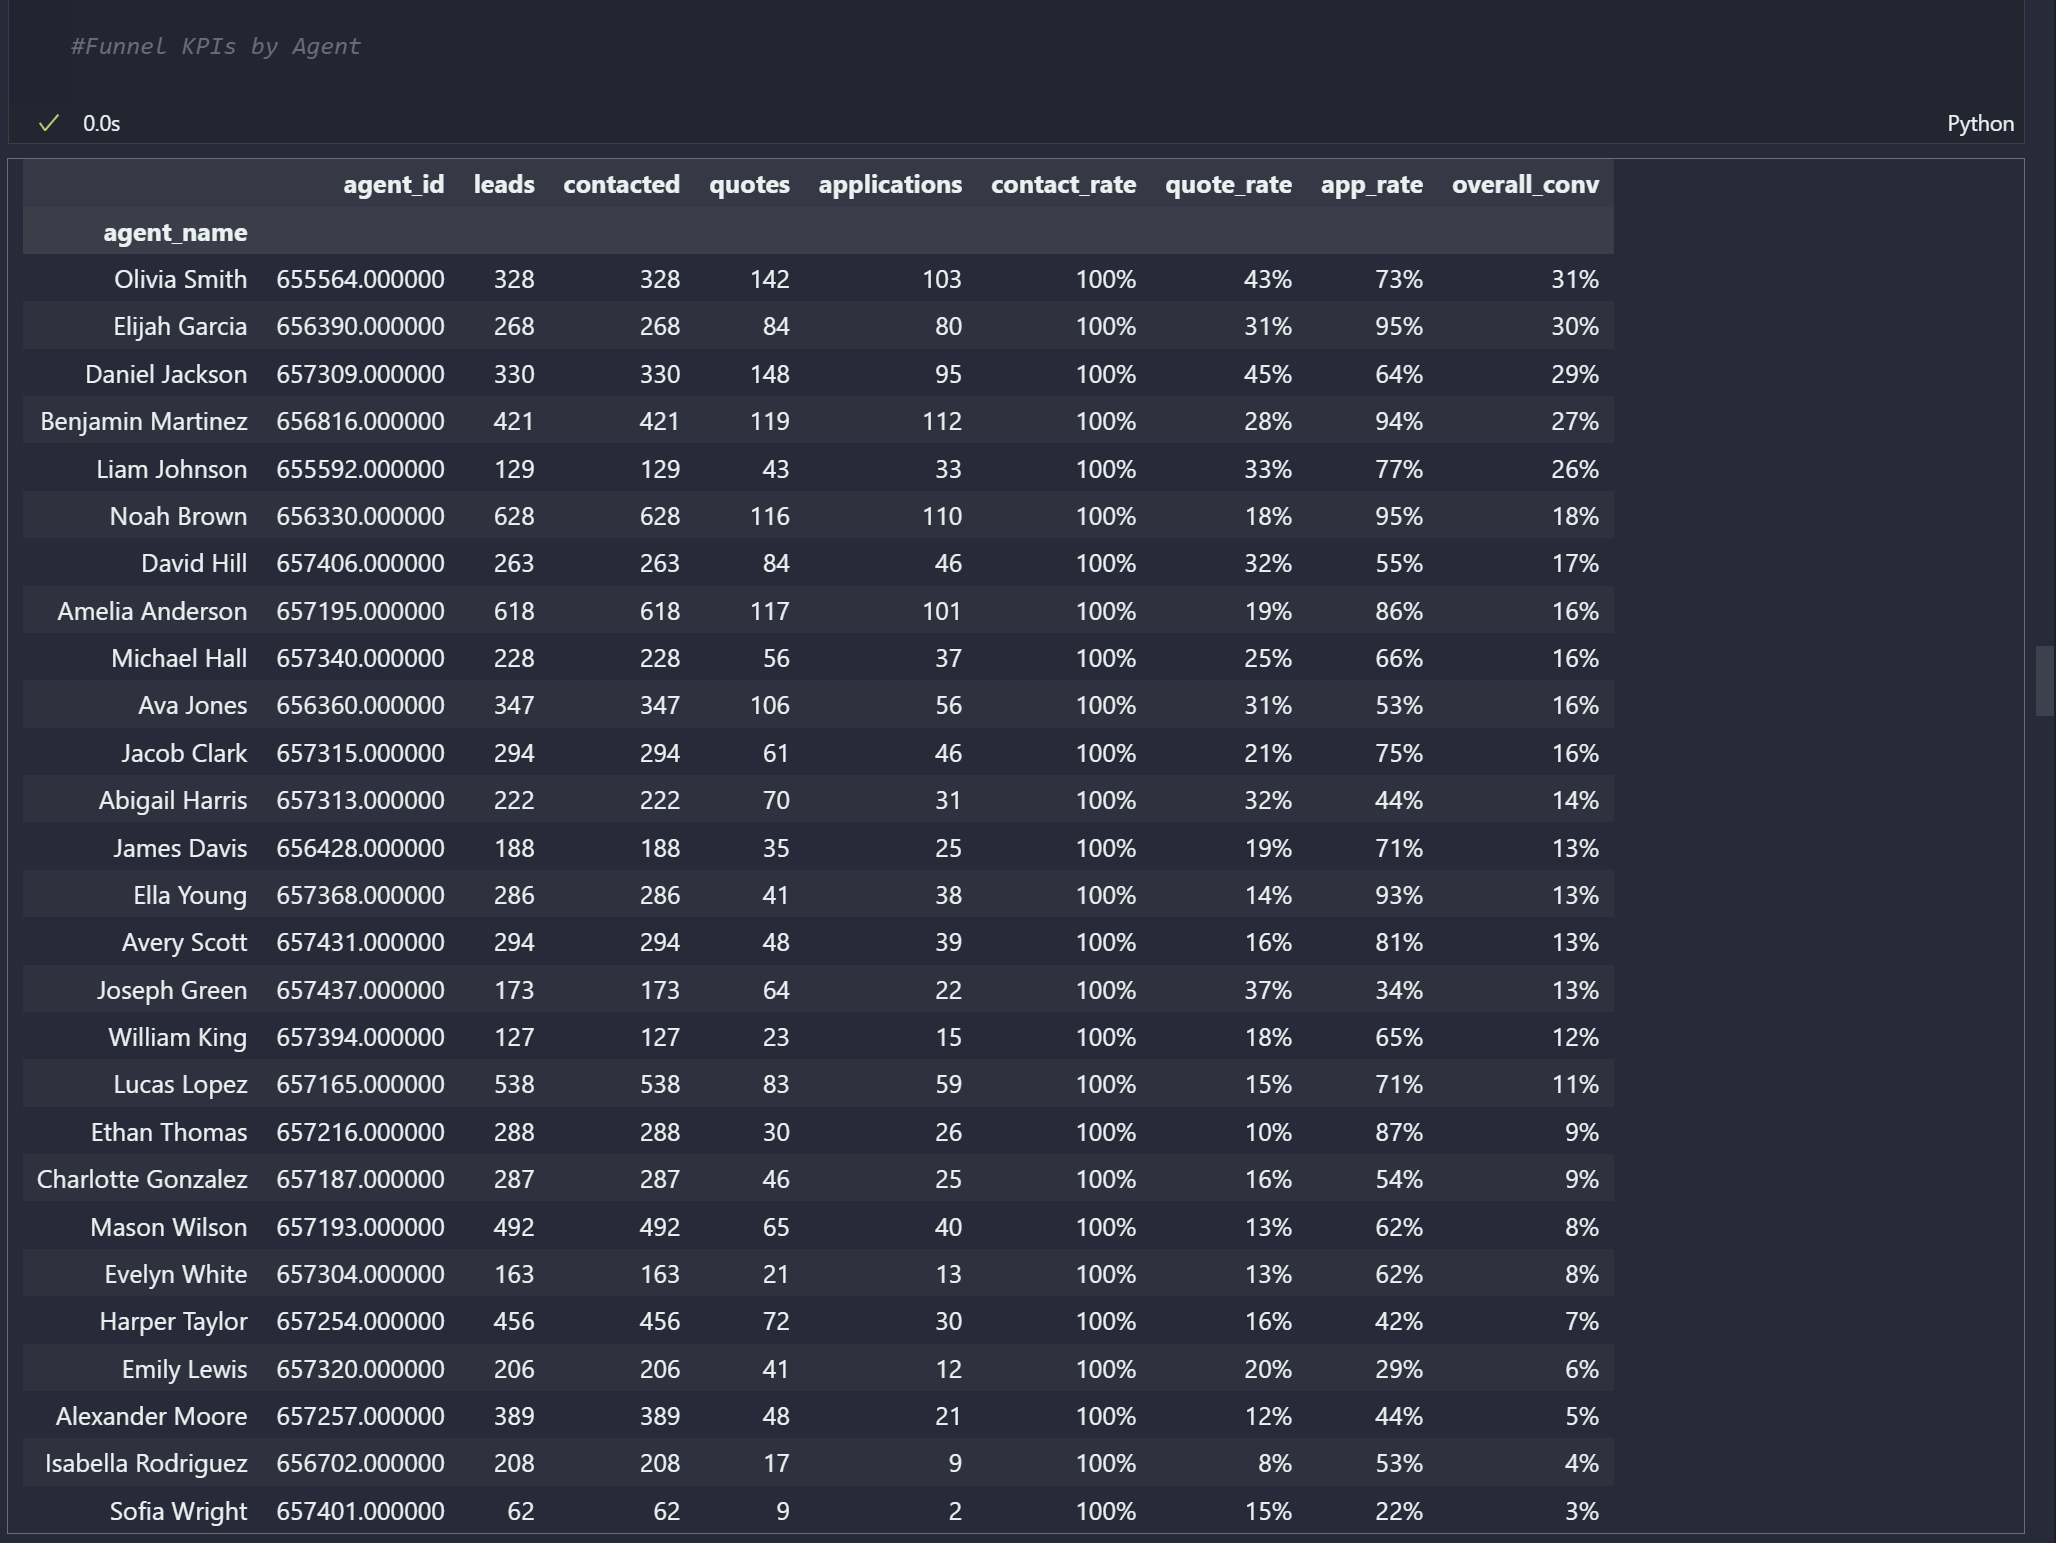 #Funnel KPIs by Agent
0.0s
Python
agent_id leads contacted quotes applications contact_rate quote_rate app_rate overall_conv
agent_name
Olivia Smith 655564.000000 328 328 142 103 100% 43% 73% 31%
Elijah Garcia 656390.000000 268 268 84 80 100% 31% 95% 30%
Daniel Jackson 657309.000000 330 330 148 95 100% 45% 64% 29%
Benjamin Martinez 656816.000000 421 421 119 112 100% 28% 94% 27%
Liam Johnson 655592.000000 129 129 43 33 100% 33% 77% 26%
Noah Brown 656330.000000 628 628 116 110 100% 18% 95% 18%
David Hill 657406.000000 263 263 84 46 100% 32% 55% 17%
Amelia Anderson 657195.000000 618 618 117 101 100% 19% 86% 16%
Michael Hall 657340.000000 228 228 56 37 100% 25% 66% 16%
Ava Jones 656360.000000 347 347 106 56 100% 31% 53% 16%
Jacob Clark 657315.000000 294 294 61 46 100% 21% 75% 16%
Abigail Harris 657313.000000 222 222 70 31 100% 32% 44% 14%
James Davis 656428.000000 188 188 35 25 100% 19% 71% 13%
Ella Young 657368.000000 286 286 41 38 100% 14% 93% 13%
Avery Scott 657431.000000 294 294 48 39 100% 16% 81% 13%
Joseph Green 657437.000000 173 173 64 22 100% 37% 34% 13%
William King 657394.000000 127 127 23 15 100% 18% 65% 12%
Lucas Lopez 657165.000000 538 538 83 59 100% 15% 71% 11%
Ethan Thomas 657216.000000 288 288 30 26 100% 10% 87% 9%
Charlotte Gonzalez 657187.000000 287 287 46 25 100% 16% 54% 9%
Mason Wilson 657193.000000 492 492 65 40 100% 13% 62% 8%
Evelyn White 657304.000000 163 163 21 13 100% 13% 62% 8%
Harper Taylor 657254.000000 456 456 72 30 100% 16% 42% 7%
Emily Lewis 657320.000000 206 206 41 12 100% 20% 29% 6%
Alexander Moore 657257.000000 389 389 48 21 100% 12% 44% 5%
Isabella Rodriguez 656702.000000 208 208 17 9 100% 8% 53% 4%
Sofia Wright 657401.000000 62 62 9 2 100% 15% 22% 3%